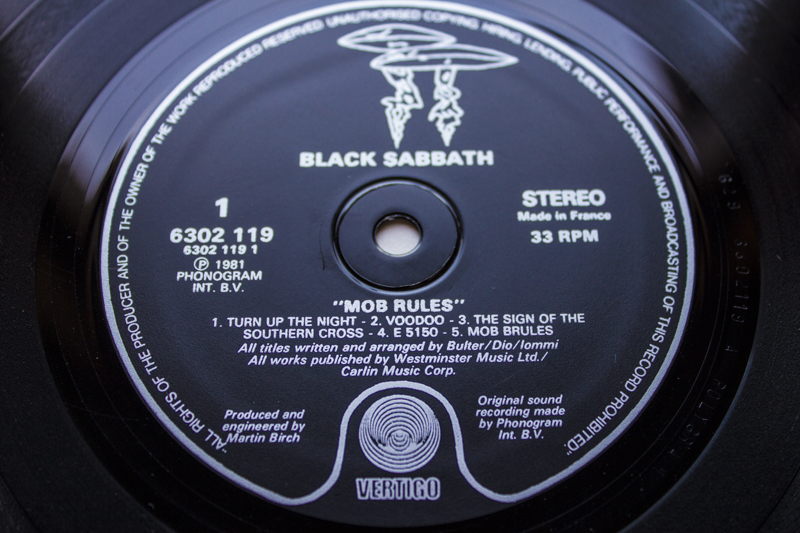 "ALL RIGHTS OF THE PRODUCER AND OF THE OWNER OF THE WORK REPRODUCED RESERVED UNAUTHORISED COPYING, HIRING, LENDING, PUBLIC PERFORMANCE AND BROADCASTING OF THIS RECORD PROHIBITED"
BLACK SABBATH
1
6302 119
6302 119 1
℗ 1981
PHONOGRAM
INT. B.V.
STEREO
Made in France
33 RPM
"MOB RULES"
1. TURN UP THE NIGHT - 2. VOODOO - 3. THE SIGN OF THE
SOUTHERN CROSS - 4. E 5150 - 5. MOB BRULES
All titles written and arranged by Bulter/Dio/Iommi
All works published by Westminster Music Ltd./
Carlin Music Corp.
Produced and
engineered by
Martin Birch
Original sound
recording made
by Phonogram
Int. B.V.
VERTIGO